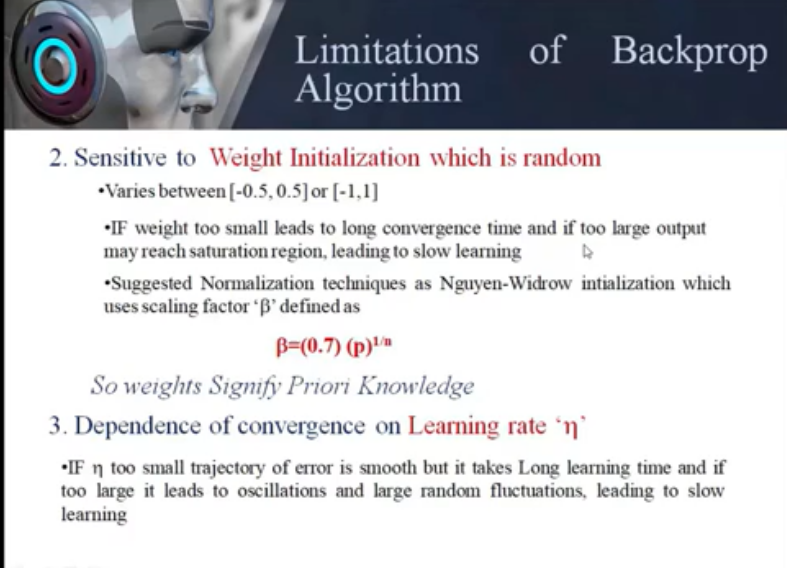 Limitations of Backprop
Algorithm
2. Sensitive to Weight Initialization which is random
•Varies between [-0.5, 0.5] or [-1,1]
•IF weight too small leads to long convergence time and if too large output
may reach saturation region, leading to slow learning
•Suggested Normalization techniques as Nguyen-Widrow intialization which
uses scaling factor ‘β’ defined as
β=(0.7) (p)^1/n
So weights Signify Priori Knowledge
3. Dependence of convergence on Learning rate ‘η‘
•IF η too small trajectory of error is smooth but it takes Long learning time and if
too large it leads to oscillations and large random fluctuations, leading to slow
learning